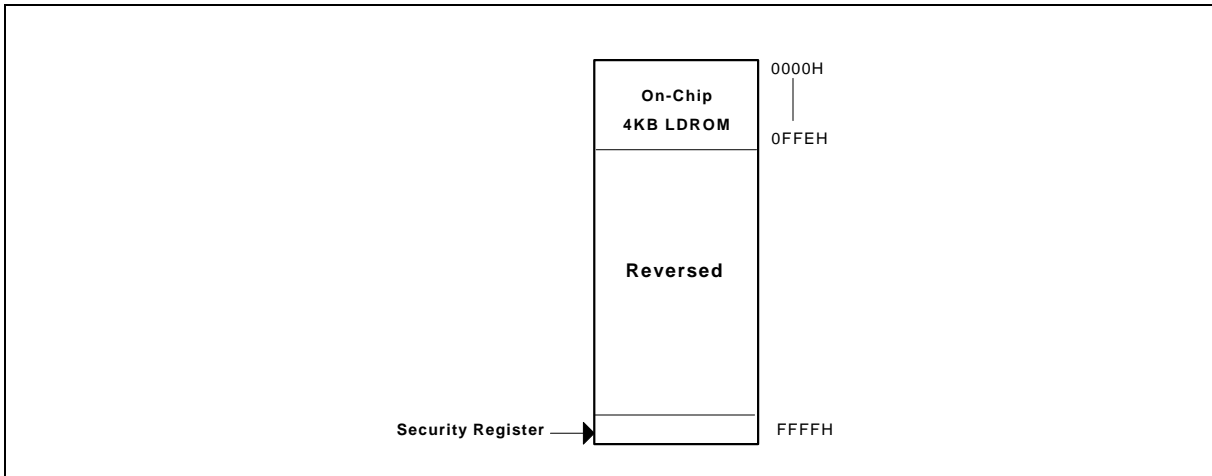 0000H
On-Chip
4KB LDROM
0FFEH
Reversed
Security Register
FFFFH